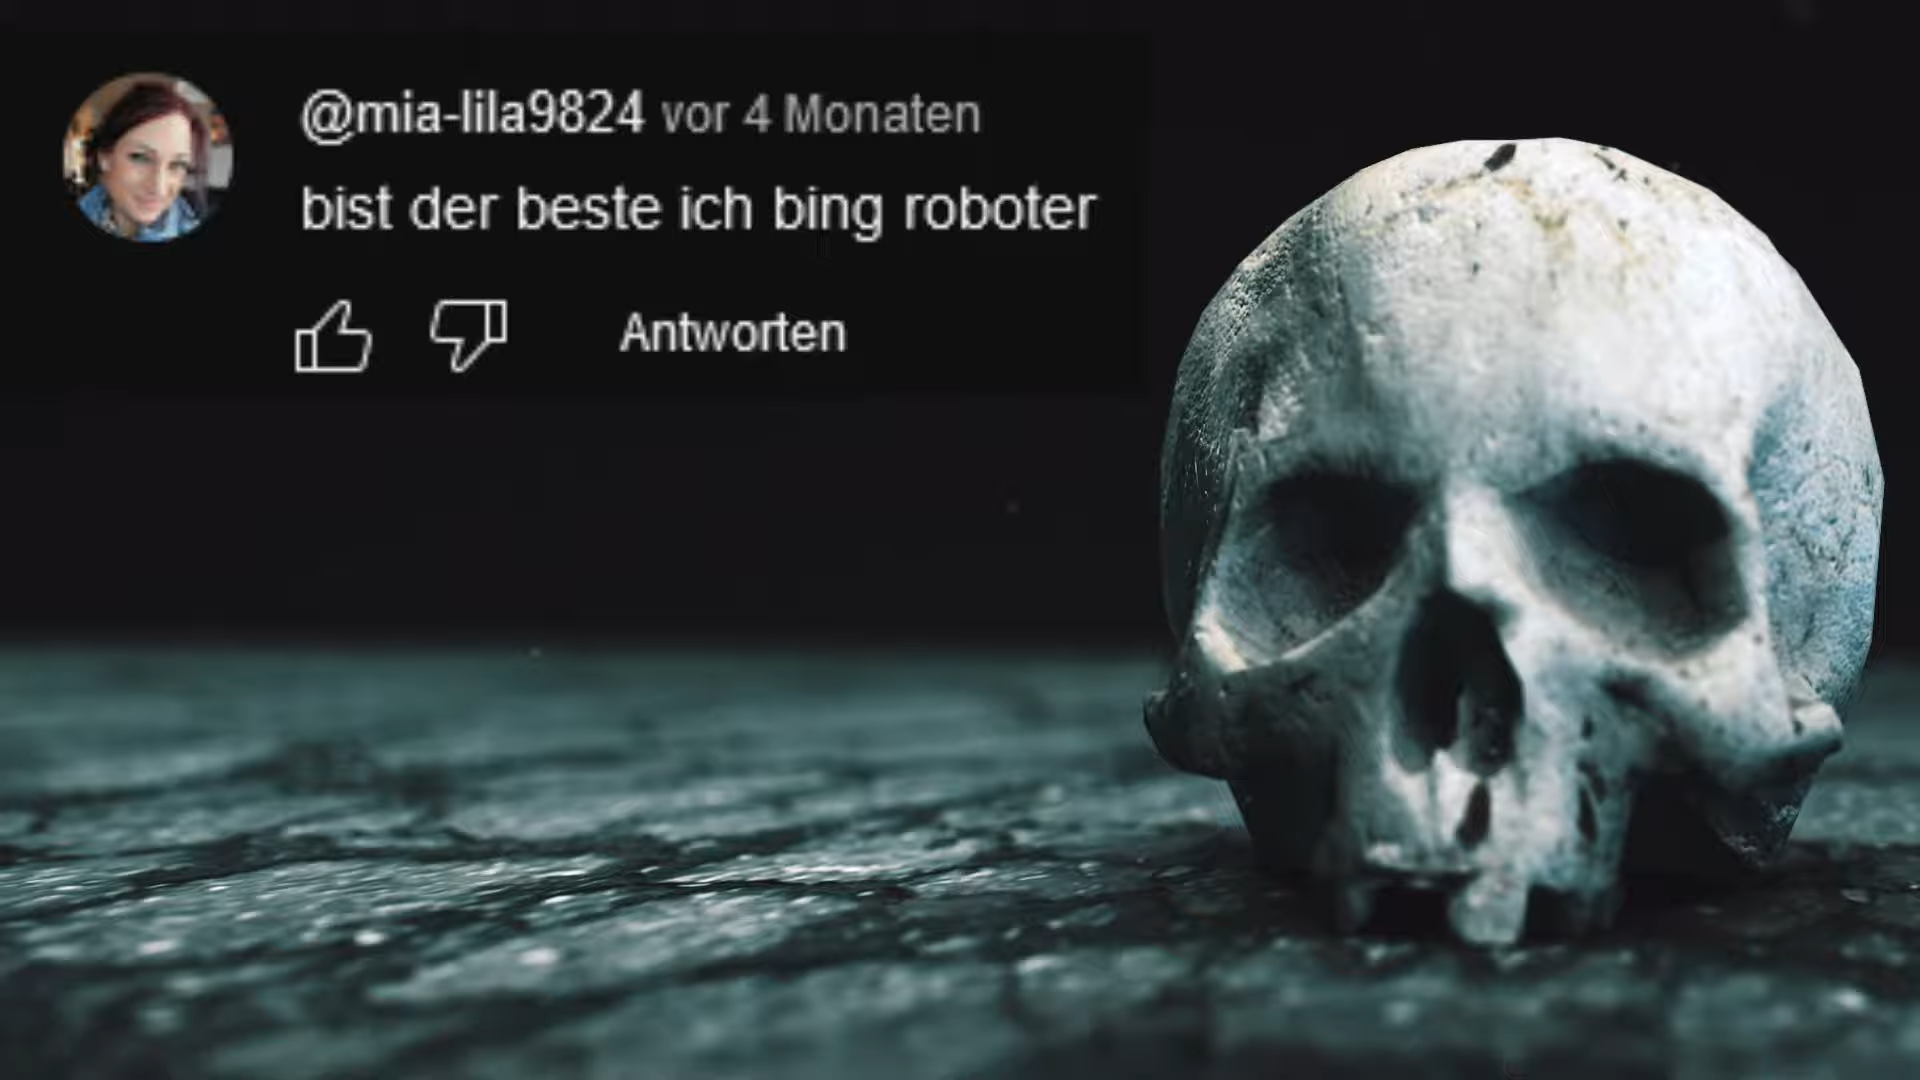 @mia-lila9824 vor 4 Monaten
bist der beste ich bing roboter
Antworten